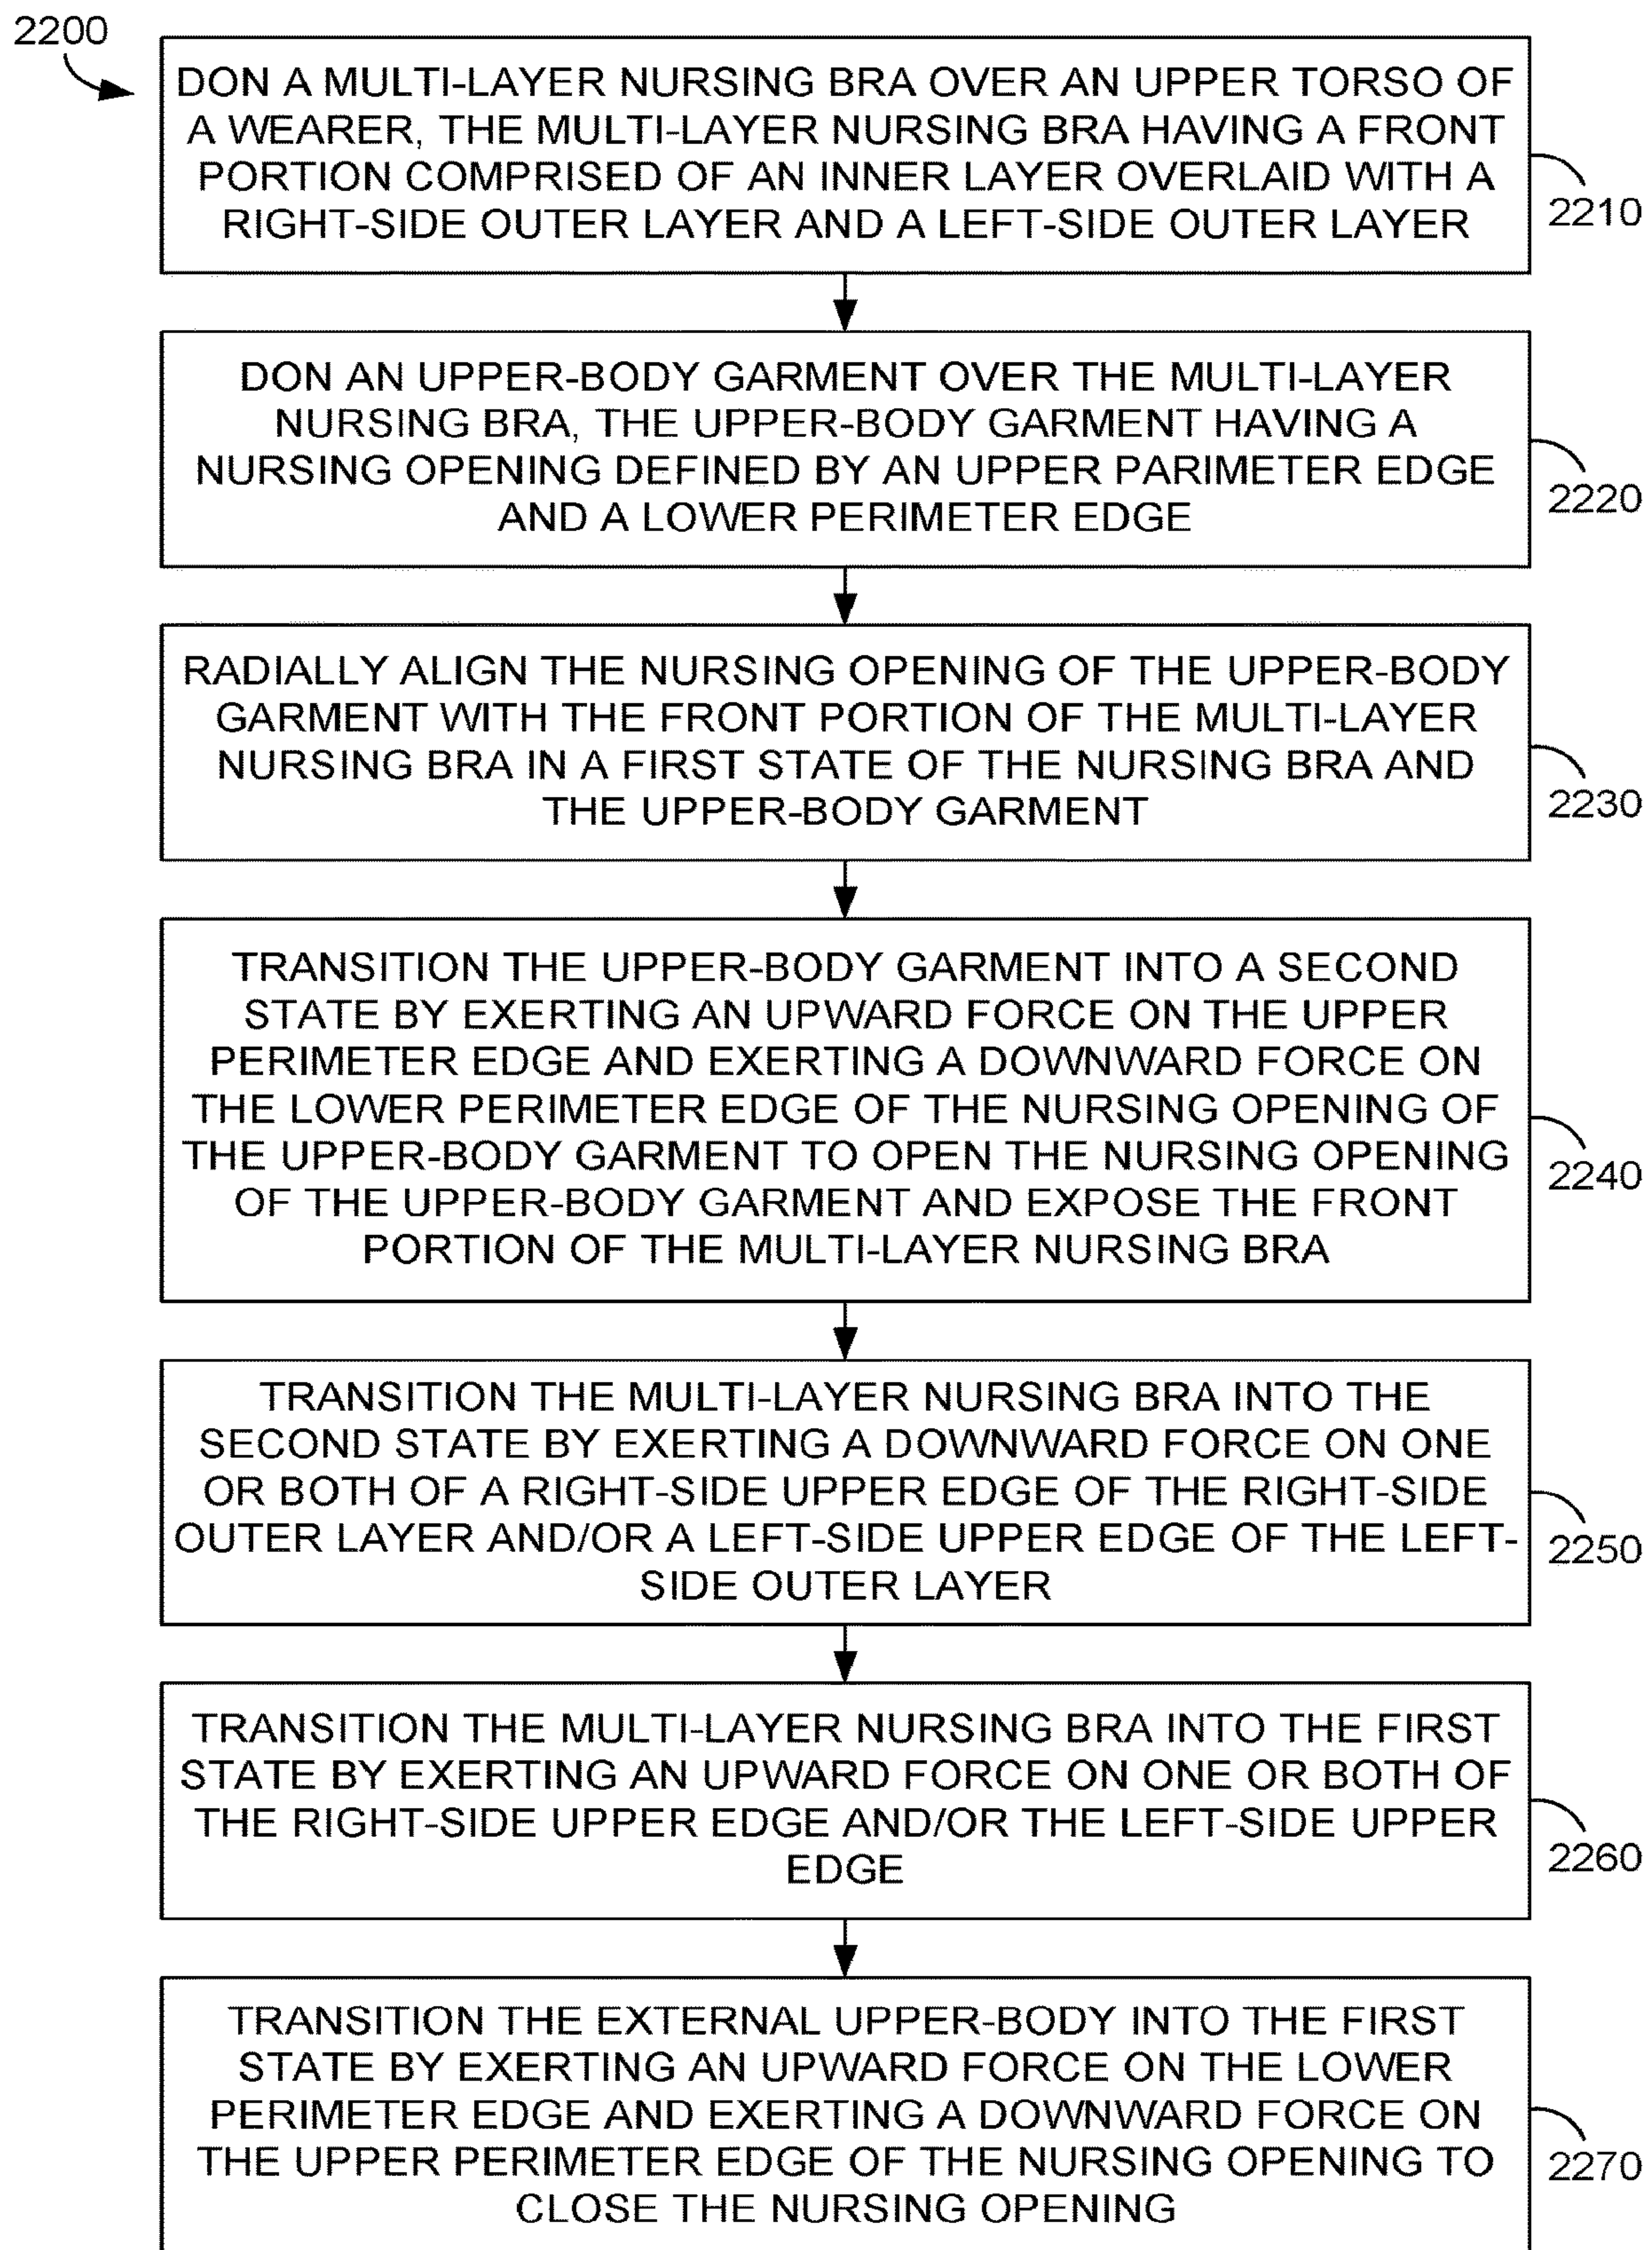 2200
DON A MULTI-LAYER NURSING BRA OVER AN UPPER TORSO OF
A WEARER, THE MULTI-LAYER NURSING BRA HAVING A FRONT
PORTION COMPRISED OF AN INNER LAYER OVERLAID WITH A
RIGHT-SIDE OUTER LAYER AND A LEFT-SIDE OUTER LAYER
2210
DON AN UPPER-BODY GARMENT OVER THE MULTI-LAYER
NURSING BRA, THE UPPER-BODY GARMENT HAVING A
NURSING OPENING DEFINED BY AN UPPER PARIMETER EDGE
AND A LOWER PERIMETER EDGE
2220
RADIALLY ALIGN THE NURSING OPENING OF THE UPPER-BODY
GARMENT WITH THE FRONT PORTION OF THE MULTI-LAYER
NURSING BRA IN A FIRST STATE OF THE NURSING BRA AND
THE UPPER-BODY GARMENT
2230
TRANSITION THE UPPER-BODY GARMENT INTO A SECOND
STATE BY EXERTING AN UPWARD FORCE ON THE UPPER
PERIMETER EDGE AND EXERTING A DOWNWARD FORCE ON
THE LOWER PERIMETER EDGE OF THE NURSING OPENING OF
THE UPPER-BODY GARMENT TO OPEN THE NURSING OPENING
OF THE UPPER-BODY GARMENT AND EXPOSE THE FRONT
PORTION OF THE MULTI-LAYER NURSING BRA
2240
TRANSITION THE MULTI-LAYER NURSING BRA INTO THE
SECOND STATE BY EXERTING A DOWNWARD FORCE ON ONE
OR BOTH OF A RIGHT-SIDE UPPER EDGE OF THE RIGHT-SIDE
OUTER LAYER AND/OR A LEFT-SIDE UPPER EDGE OF THE LEFT-
SIDE OUTER LAYER
2250
TRANSITION THE MULTI-LAYER NURSING BRA INTO THE FIRST
STATE BY EXERTING AN UPWARD FORCE ON ONE OR BOTH OF
THE RIGHT-SIDE UPPER EDGE AND/OR THE LEFT-SIDE UPPER
EDGE
2260
TRANSITION THE EXTERNAL UPPER-BODY INTO THE FIRST
STATE BY EXERTING AN UPWARD FORCE ON THE LOWER
PERIMETER EDGE AND EXERTING A DOWNWARD FORCE ON
THE UPPER PERIMETER EDGE OF THE NURSING OPENING TO
CLOSE THE NURSING OPENING
2270